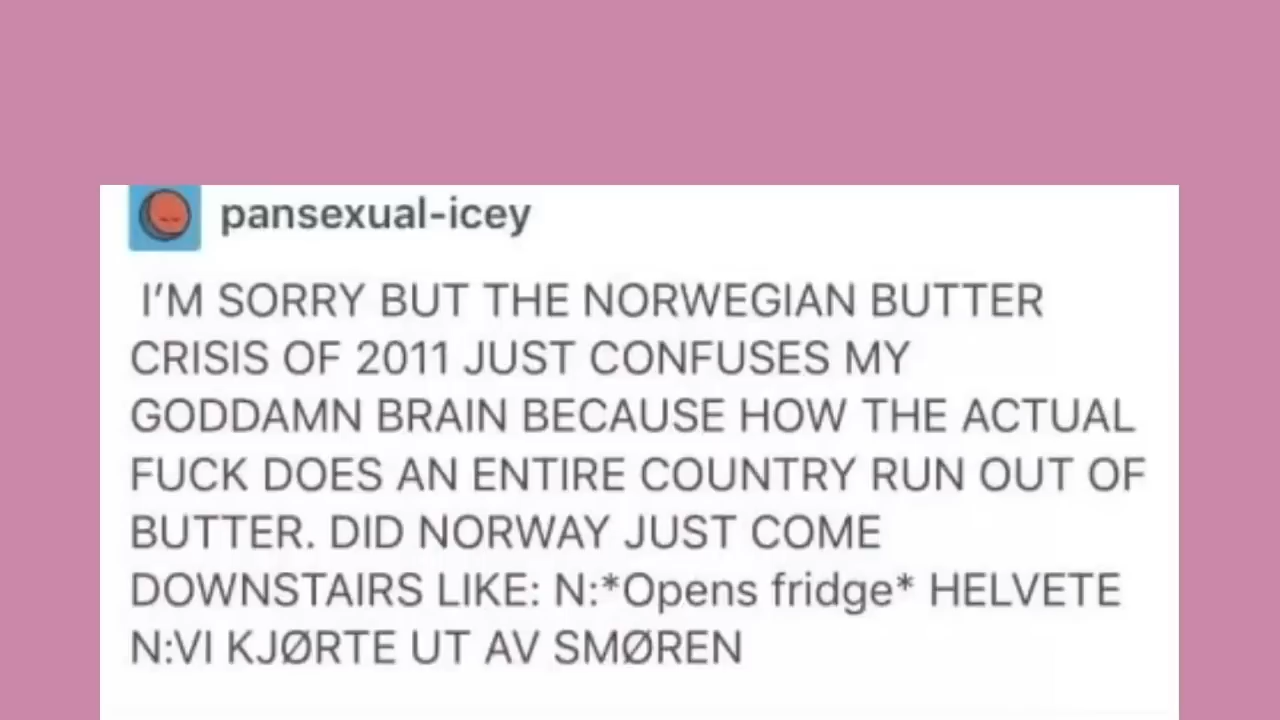 pansexual-icey
I'M SORRY BUT THE NORWEGIAN BUTTER
CRISIS OF 2011 JUST CONFUSES MY
GODDAMN BRAIN BECAUSE HOW THE ACTUAL
FUCK DOES AN ENTIRE COUNTRY RUN OUT OF
BUTTER. DID NORWAY JUST COME
DOWNSTAIRS LIKE: N:*Opens fridge* HELVETE
N:VI KJØRTE UT AV SMØREN